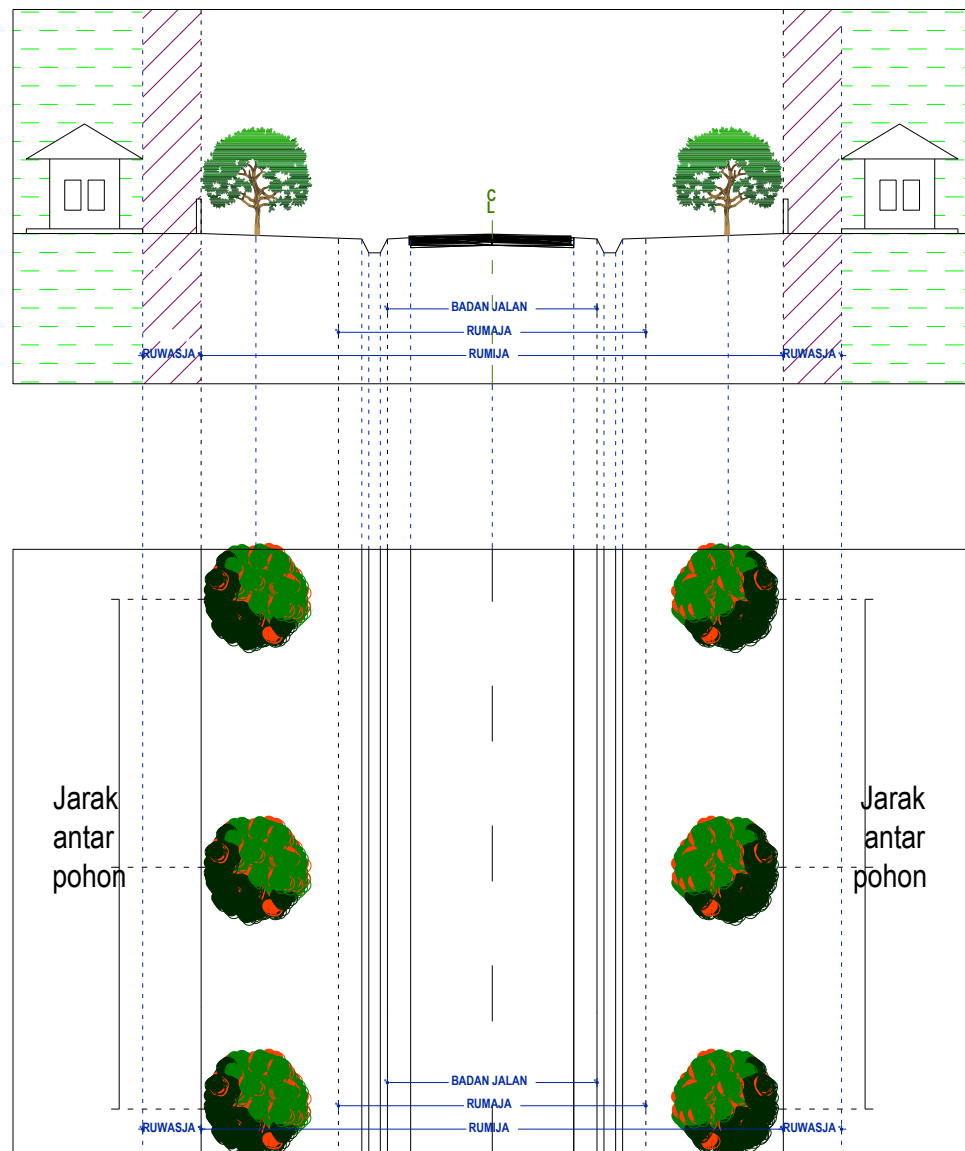 C
L
BADAN JALAN
RUMAJA
RUWASJA RUMIJA RUWASJA
Jarak
antar
pohon
Jarak
antar
pohon
BADAN JALAN
RUMAJA
RUWASJA RUMIJA RUWASJA